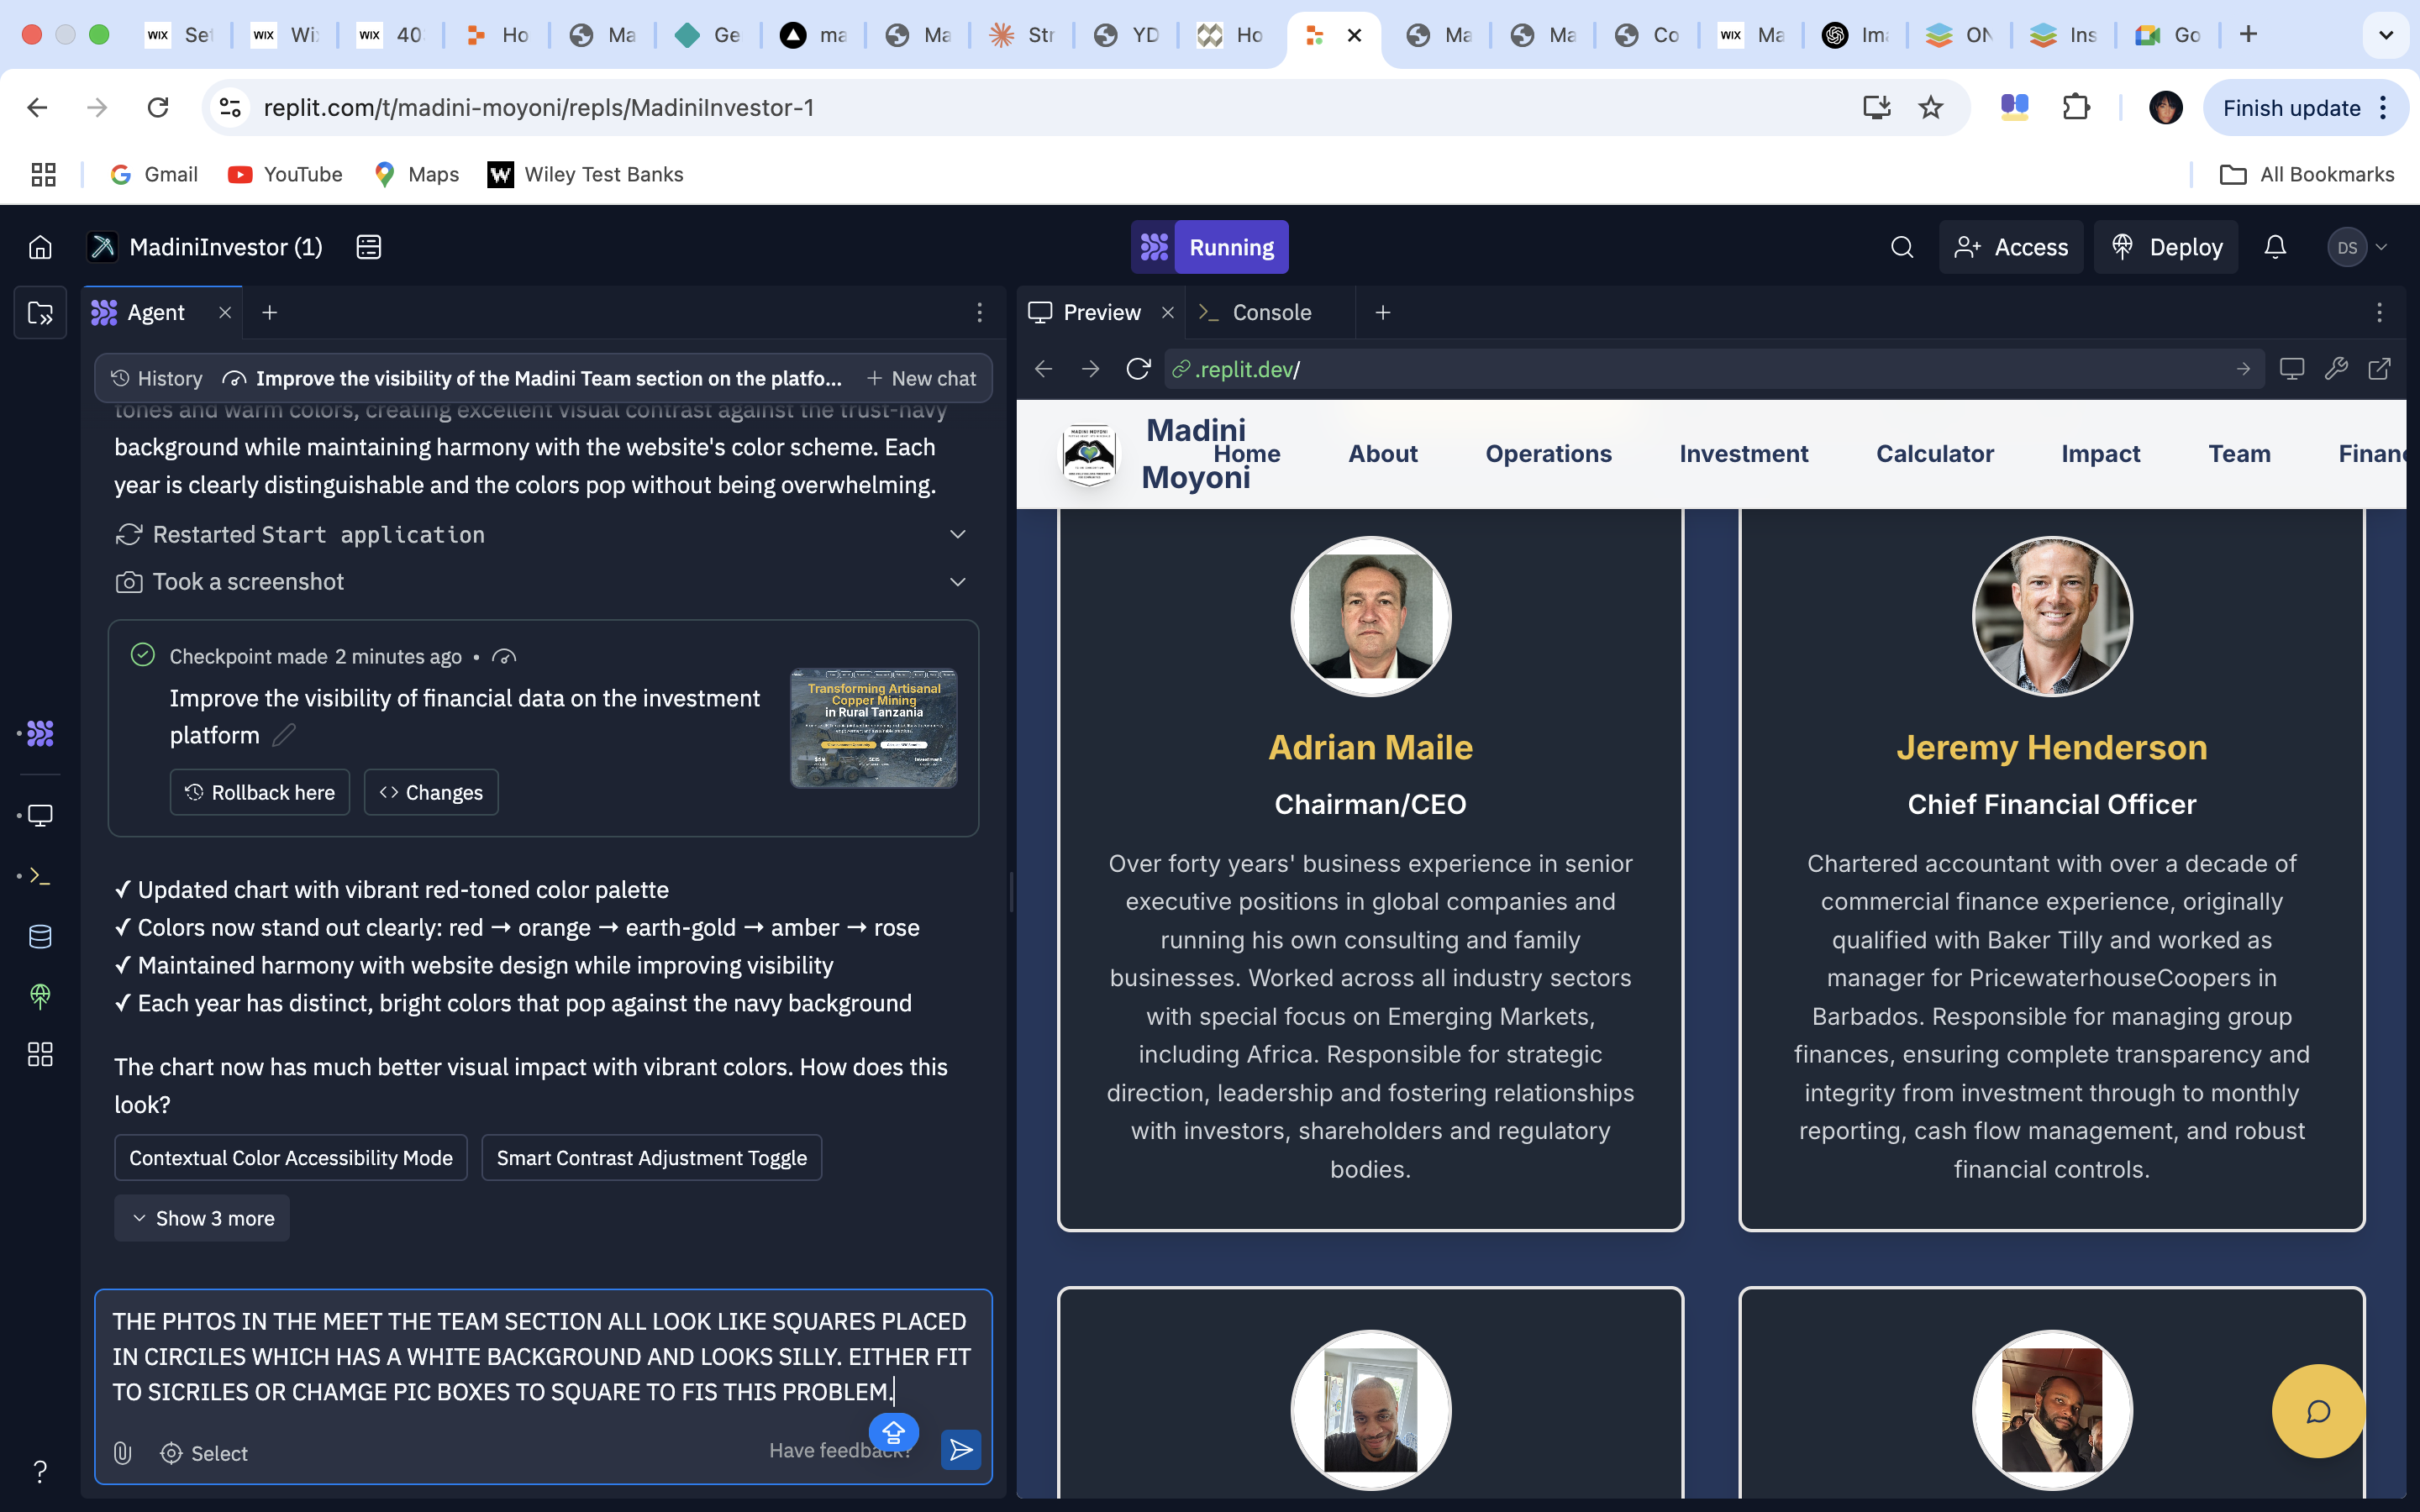 WIX Set
WIX Wi
WIX 40
Ho
Ma
Ge
ma
Ma
Str
YD
Ho
Ma
Ma
Co
WIX Ma
Im
ON
Ins
Go
replit.com/t/madini-moyoni/repls/MadiniInvestor-1
Finish update
Gmail
YouTube
Maps
W Wiley Test Banks
All Bookmarks
MadiniInvestor (1)
Running
Access
Deploy
DS
Agent
History
Improve the visibility of the Madini Team section on the platfo...
New chat
tones and warm colors, creating excellent visual contrast against the trust-navy
background while maintaining harmony with the website's color scheme. Each
year is clearly distinguishable and the colors pop without being overwhelming.
Restarted Start application
Took a screenshot
Checkpoint made 2 minutes ago •
Improve the visibility of financial data on the investment
platform
Transforming Artisanal
Copper Mining
in Rural Tanzania
Rollback here
<> Changes
✓ Updated chart with vibrant red-toned color palette
✓ Colors now stand out clearly: red → orange → earth-gold → amber → rose
✓ Maintained harmony with website design while improving visibility
✓ Each year has distinct, bright colors that pop against the navy background
The chart now has much better visual impact with vibrant colors. How does this
look?
Contextual Color Accessibility Mode
Smart Contrast Adjustment Toggle
Show 3 more
THE PHTOS IN THE MEET THE TEAM SECTION ALL LOOK LIKE SQUARES PLACED
IN CIRCILES WHICH HAS A WHITE BACKGROUND AND LOOKS SILLY. EITHER FIT
TO SICRILES OR CHAMGE PIC BOXES TO SQUARE TO FIS THIS PROBLEM.
Select
Have feedback?
Preview
Console
.replit.dev/
Madini
Moyoni
Home
About
Operations
Investment
Calculator
Impact
Team
Financ
Adrian Maile
Chairman/CEO
Over forty years' business experience in senior
executive positions in global companies and
running his own consulting and family
businesses. Worked across all industry sectors
with special focus on Emerging Markets,
including Africa. Responsible for strategic
direction, leadership and fostering relationships
with investors, shareholders and regulatory
bodies.
Jeremy Henderson
Chief Financial Officer
Chartered accountant with over a decade of
commercial finance experience, originally
qualified with Baker Tilly and worked as
manager for PricewaterhouseCoopers in
Barbados. Responsible for managing group
finances, ensuring complete transparency and
integrity from investment through to monthly
reporting, cash flow management, and robust
financial controls.